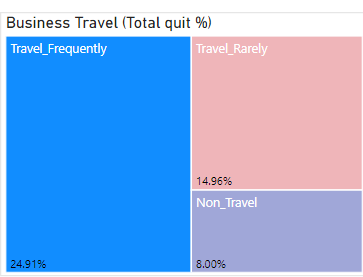 Business Travel (Total quit %)
Travel_Frequently
24.91%
Travel_Rarely
14.96%
Non_Travel
8.00%